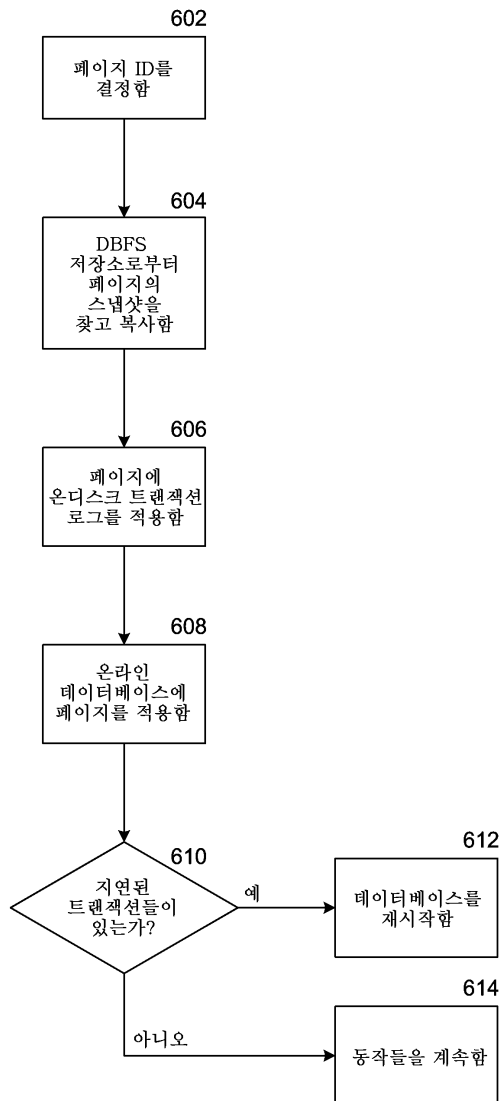 602
페이지 ID를
결정함
604
DBFS
저장소로부터
페이지의
스냅샷을
찾고 복사함
606
페이지에
온디스크 트랜잭션
로그를 적용함
608
온라인
데이터베이스에
페이지를 적용함
610
지연된
트랜잭션들이
있는가?
예
612
데이터베이스를
재시작함
아니오
614
동작들을 계속함